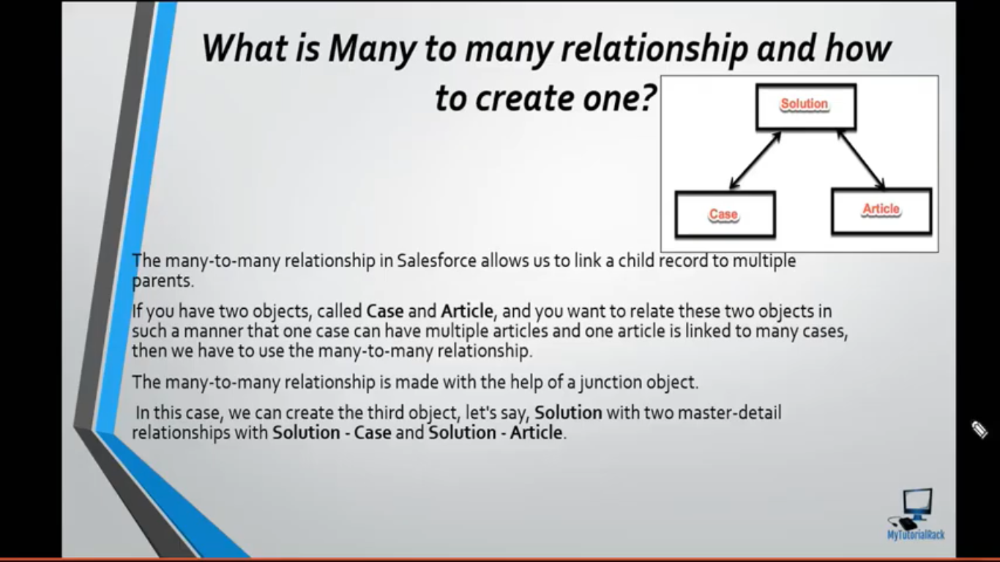 What is Many to many relationship and how
to create one?
Solution
Case
Article
The many-to-many relationship in Salesforce allows us to link a child record to multiple
parents.
If you have two objects, called Case and Article, and you want to relate these two objects in
such a manner that one case can have multiple articles and one article is linked to many cases,
then we have to use the many-to-many relationship.
The many-to-many relationship is made with the help of a junction object.
In this case, we can create the third object, let's say, Solution with two master-detail
relationships with Solution - Case and Solution - Article.
MyTutorialRack